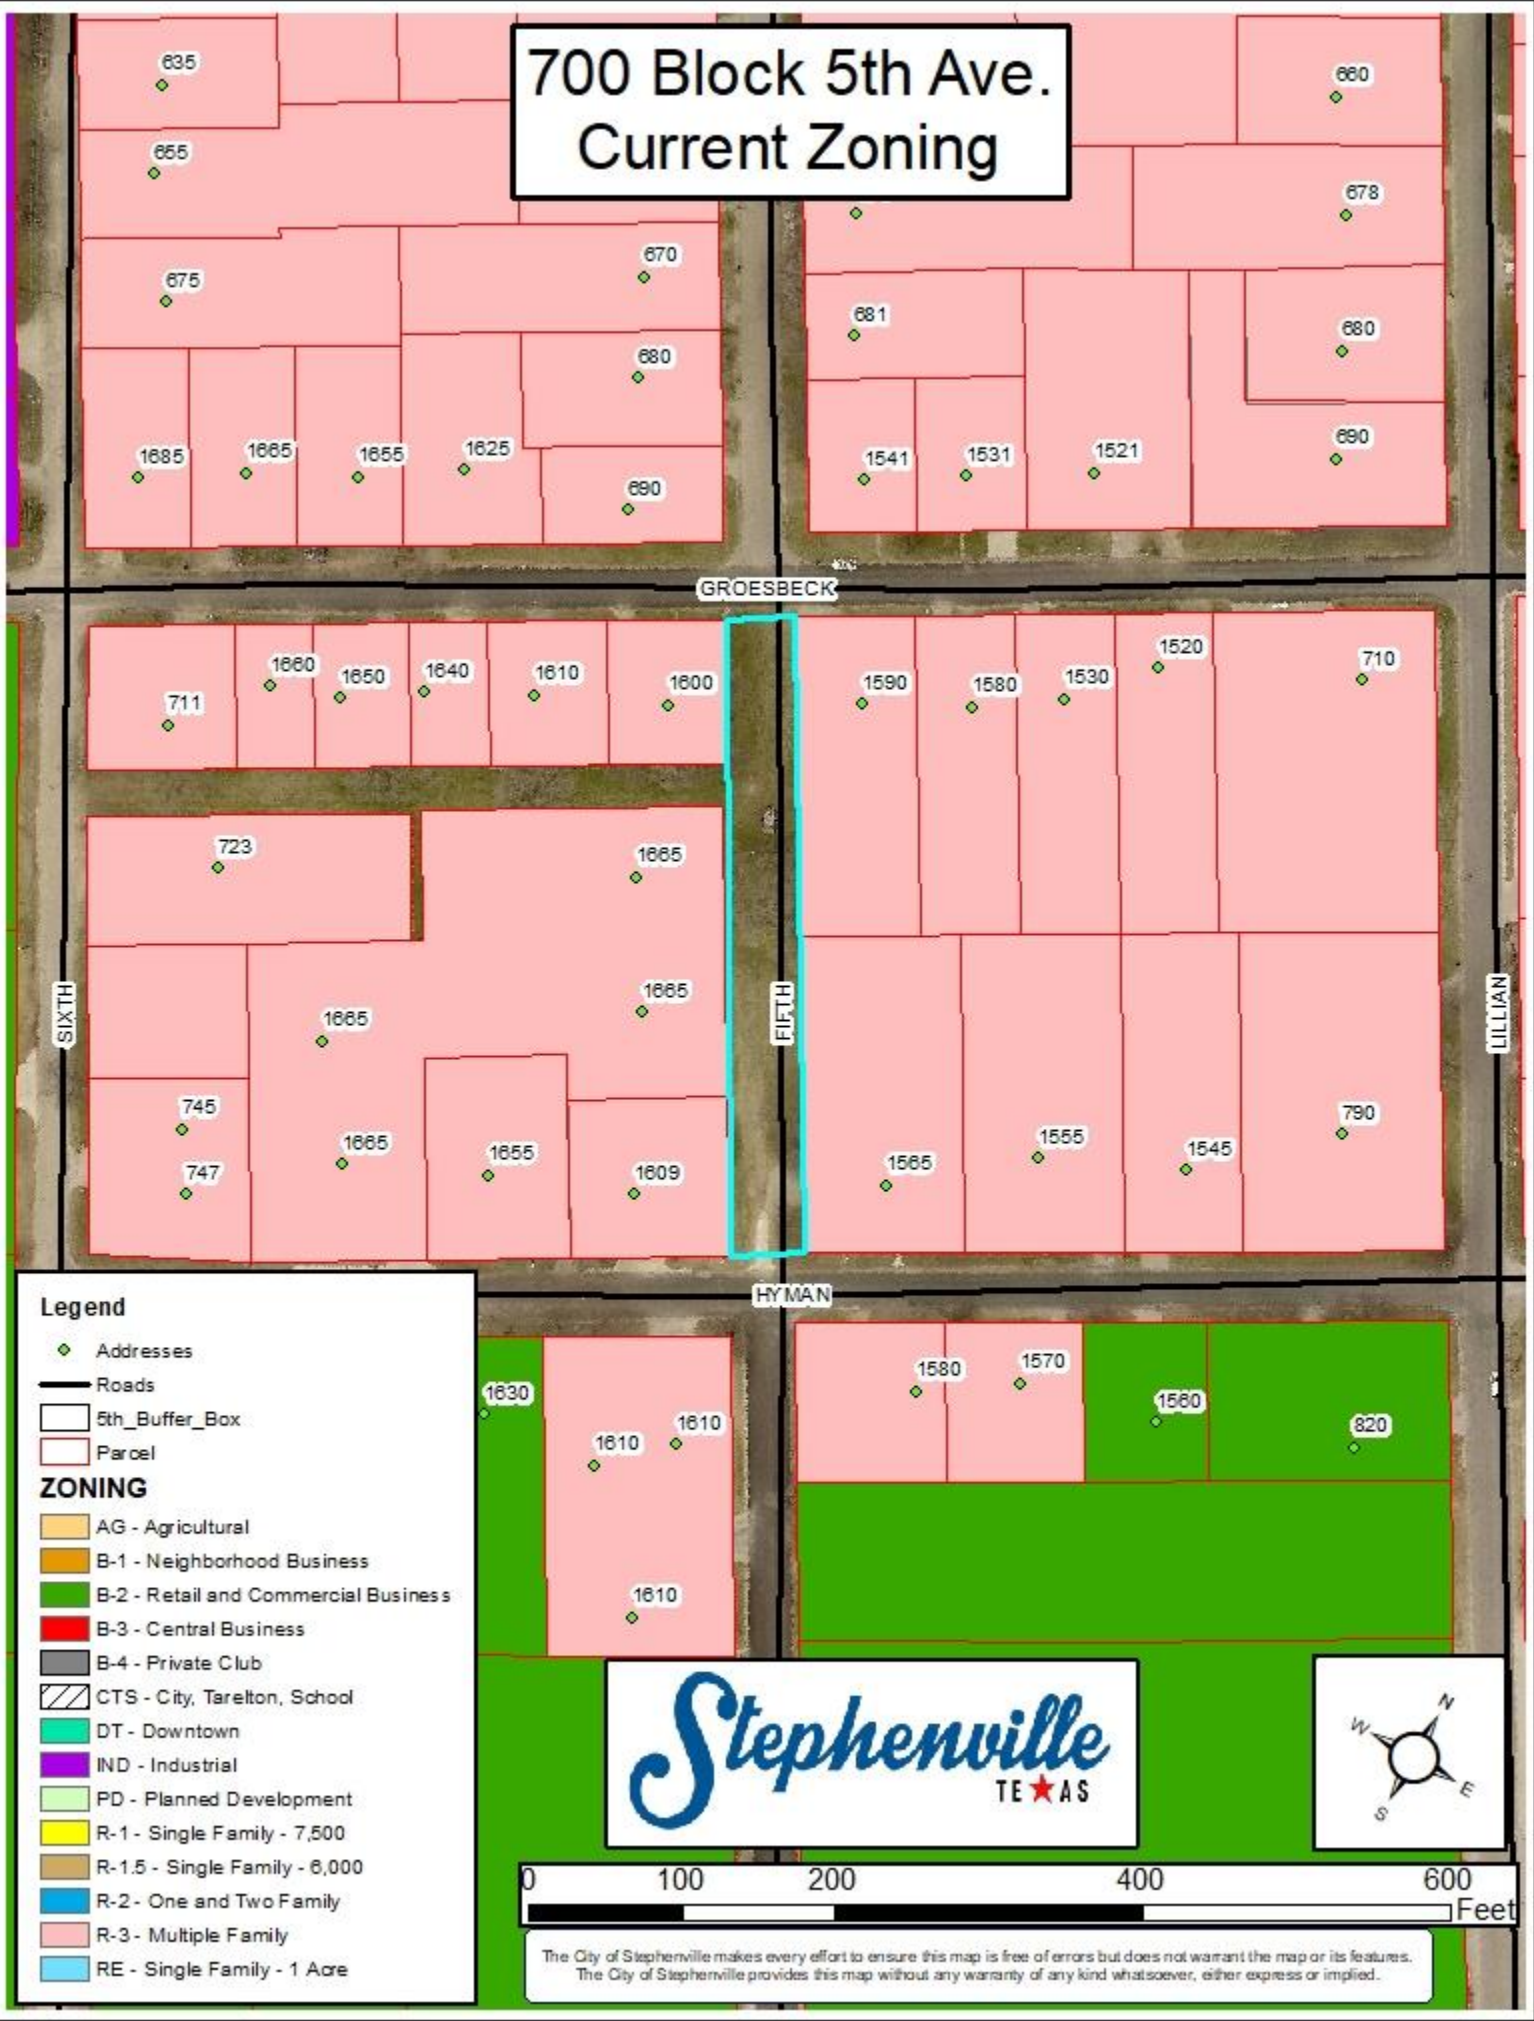 700 Block 5th Ave.
Current Zoning
635
660
655
678
670
675
681
680
680
1685
1665
1655
1625
690
1541
1531
1521
690
GROESBECK
711
1660
1650
1640
1610
1600
1590
1580
1530
1520
710
723
1665
1665
1665
SIXTH
FIFTH
LILLIAN
745
747
1665
1655
1609
1565
1555
1545
790
HYMAN
1630
1610
1610
1610
1580
1570
1560
820
Legend
Addresses
Roads
5th_Buffer_Box
Parcel
ZONING
AG - Agricultural
B-1 - Neighborhood Business
B-2 - Retail and Commercial Business
B-3 - Central Business
B-4 - Private Club
CTS - City, Tarelton, School
DT - Downtown
IND - Industrial
PD - Planned Development
R-1 - Single Family - 7,500
R-1.5 - Single Family - 6,000
R-2 - One and Two Family
R-3 - Multiple Family
RE - Single Family - 1 Acre
Stephenville
TEXAS
N
W
E
S
0 100 200 400 600
Feet
The City of Stephenville makes every effort to ensure this map is free of errors but does not warrant the map or its features.
The City of Stephenville provides this map without any warranty of any kind whatsoever, either express or implied.